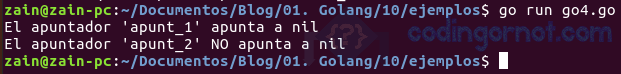 zain@zain-pc:~/Documentos/Blog/01. Golang/10/ejemplos$ go run go4.go
El apuntador 'apunt_1' apunta a nil
El apuntador 'apunt_2' NO apunta a nil
zain@zain-pc:~/Documentos/Blog/01. Golang/10/ejemplos$
codingornot.com